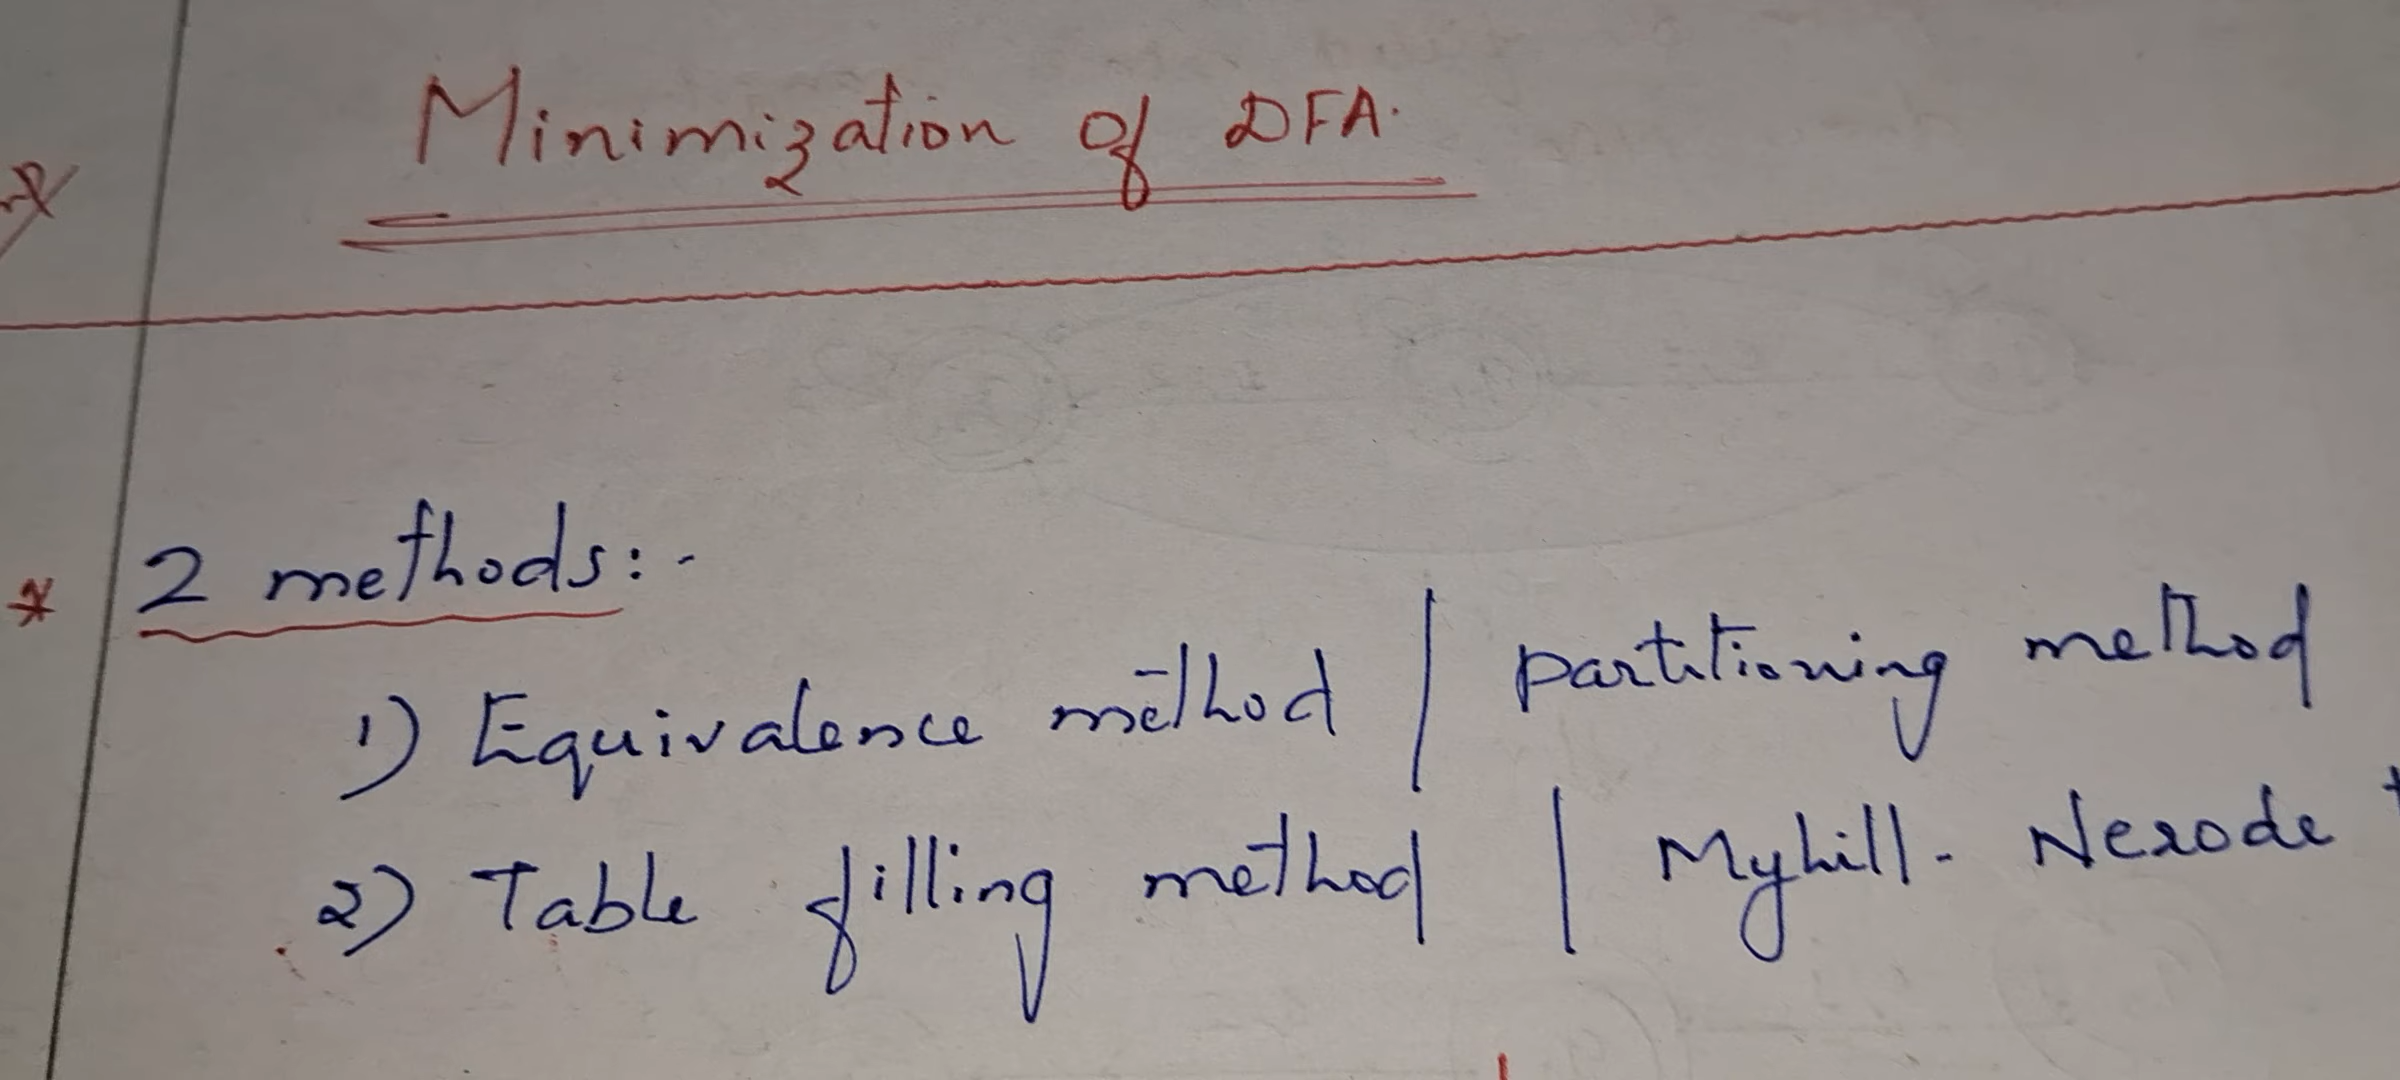 Minimization of DFA.
* 2 methods:-
1) Equivalence method / partitioning method
2) Table filling method / Myhill-Nerode